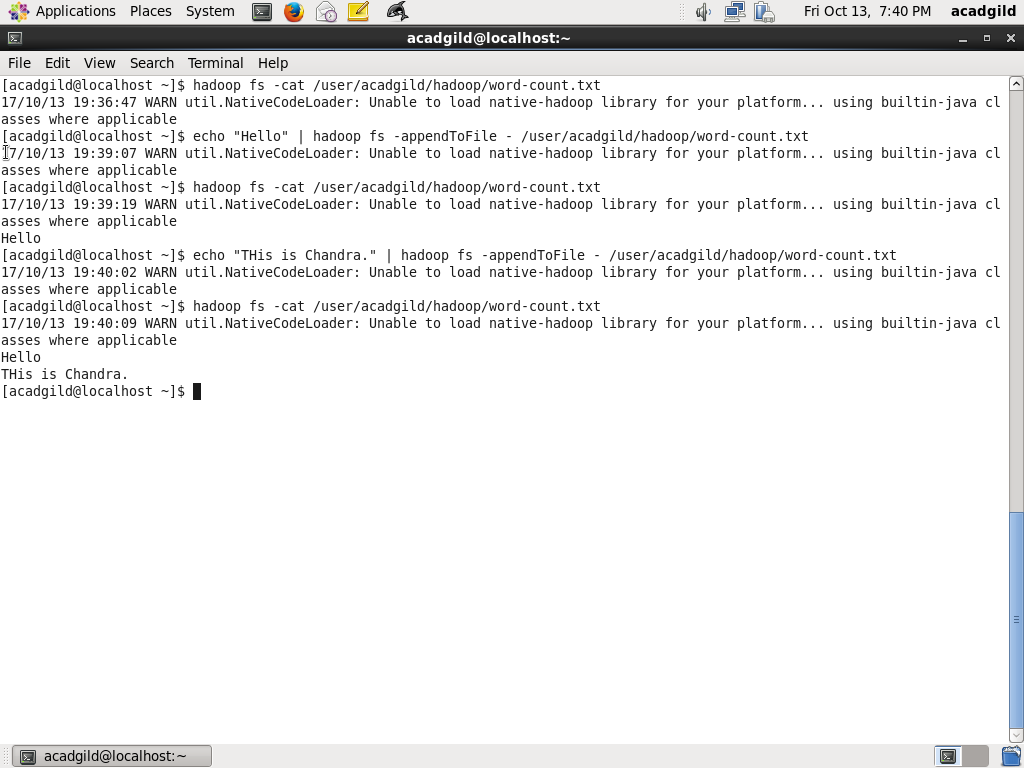 Applications Places System Fri Oct 13, 7:40 PM acadgild
acadgild@localhost:~
File Edit View Search Terminal Help
[acadgild@localhost ~]$ hadoop fs -cat /user/acadgild/hadoop/word-count.txt
17/10/13 19:36:47 WARN util.NativeCodeLoader: Unable to load native-hadoop library for your platform... using builtin-java cl
asses where applicable
[acadgild@localhost ~]$ echo "Hello" | hadoop fs -appendToFile - /user/acadgild/hadoop/word-count.txt
17/10/13 19:39:07 WARN util.NativeCodeLoader: Unable to load native-hadoop library for your platform... using builtin-java cl
asses where applicable
[acadgild@localhost ~]$ hadoop fs -cat /user/acadgild/hadoop/word-count.txt
17/10/13 19:39:19 WARN util.NativeCodeLoader: Unable to load native-hadoop library for your platform... using builtin-java cl
asses where applicable
Hello
[acadgild@localhost ~]$ echo "THis is Chandra." | hadoop fs -appendToFile - /user/acadgild/hadoop/word-count.txt
17/10/13 19:40:02 WARN util.NativeCodeLoader: Unable to load native-hadoop library for your platform... using builtin-java cl
asses where applicable
[acadgild@localhost ~]$ hadoop fs -cat /user/acadgild/hadoop/word-count.txt
17/10/13 19:40:09 WARN util.NativeCodeLoader: Unable to load native-hadoop library for your platform... using builtin-java cl
asses where applicable
Hello
THis is Chandra.
[acadgild@localhost ~]$
acadgild@localhost:~